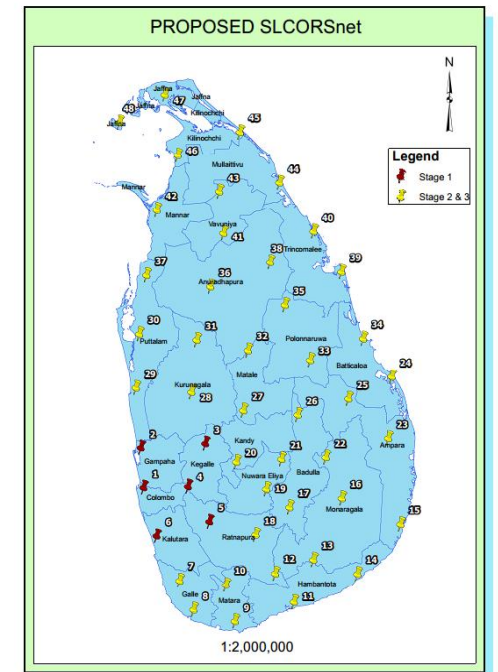 PROPOSED SLCORSnet
N
Jaffna
47
Jaffna
48
Jaffna
Kilinochchi
Jaffna
45
Kilinochchi
46
Legend
Stage 1
Stage 2 & 3
Mullaittivu
44
43
Mannar
42
Mannar
Vavuniya
40
41
38
Trincomalee
39
37
36
Anuradhapura
35
30
31
34
Puttalam
32
Polonnaruwa
33
Batticaloa
24
Matale
29
Kurunegala
28
25
27
26
23
2
3
Kandy
Ampara
Gampaha
20
21
22
Kegalle
4
Nuwara Eliya
Badulla
1
19
16
Colombo
17
Monaragala
6
5
18
15
Kalutara
Ratnapura
13
12
14
7
10
Hambantota
Galle
8
Matara
9
11
1:2,000,000